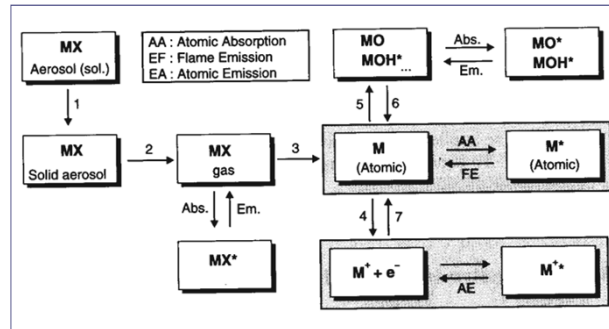 MX
Aerosol (sol.)
AA : Atomic Absorption
EF : Flame Emission
EA : Atomic Emission
MO
MOH*
...
Abs.
Em.
MO*
MOH*
1
5
6
MX
Solid aerosol
2
MX
gas
3
M
(Atomic)
AA
FE
M*
(Atomic)
Abs.
Em.
4
7
MX*
M⁺ + e⁻
AE
M⁺*